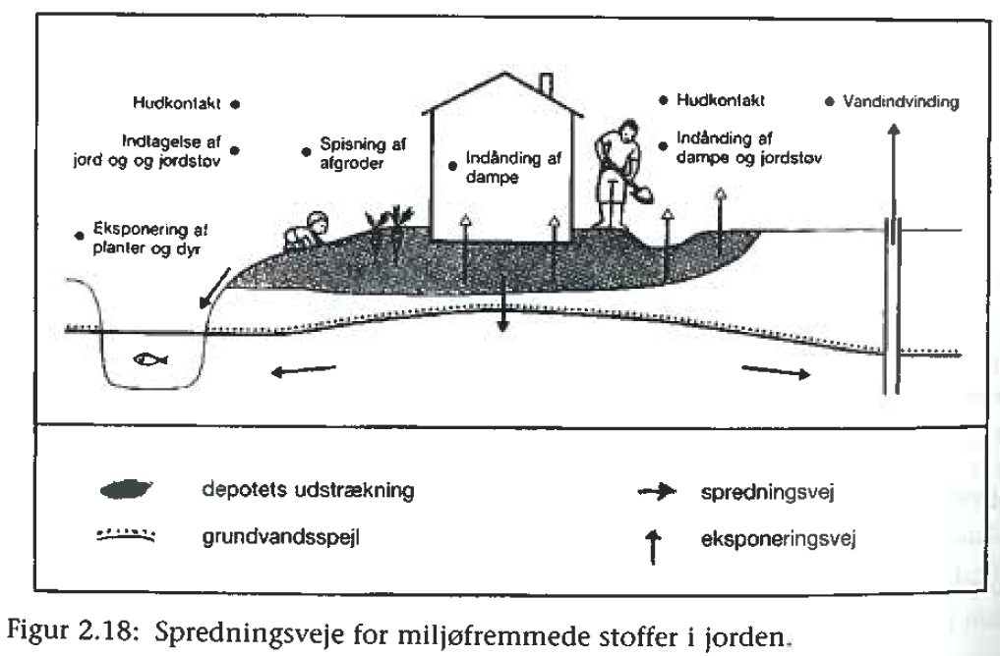 Hudkontakt
Hudkontakt
Vandindvinding
Indtagelse af
jord og og jordstøv
Spisning af
afgrøder
Indånding af
dampe
Indånding af
dampe og jordstøv
Eksponering af
planter og dyr
depotets udstrækning
spredningsvej
grundvandsspejl
eksponeringsvej
Figur 2.18: Spredningsveje for miljøfremmede stoffer i jorden.